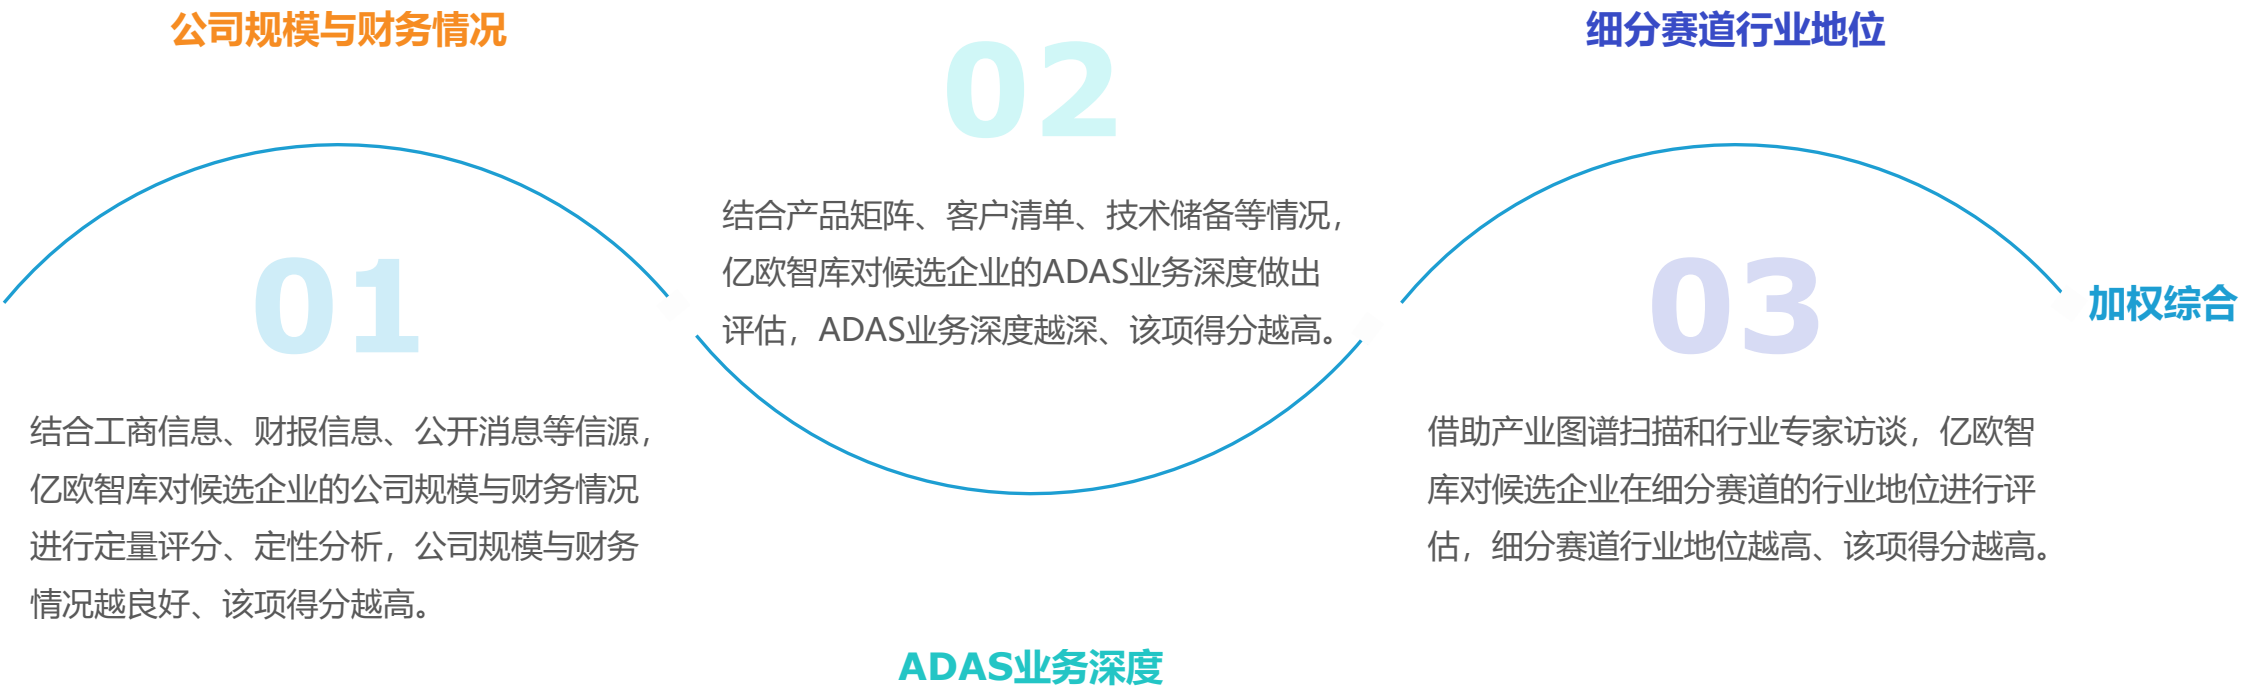 公司规模与财务情况
01
结合工商信息、财报信息、公开消息等信源，
亿欧智库对候选企业的公司规模与财务情况
进行定量评分、定性分析，公司规模与财务
情况越良好、该项得分越高。
02
结合产品矩阵、客户清单、技术储备等情况，
亿欧智库对候选企业的ADAS业务深度做出
评估，ADAS业务深度越深、该项得分越高。
ADAS业务深度
细分赛道行业地位
03
借助产业图谱扫描和行业专家访谈，亿欧智
库对候选企业在细分赛道的行业地位进行评
估，细分赛道行业地位越高、该项得分越高。
加权综合